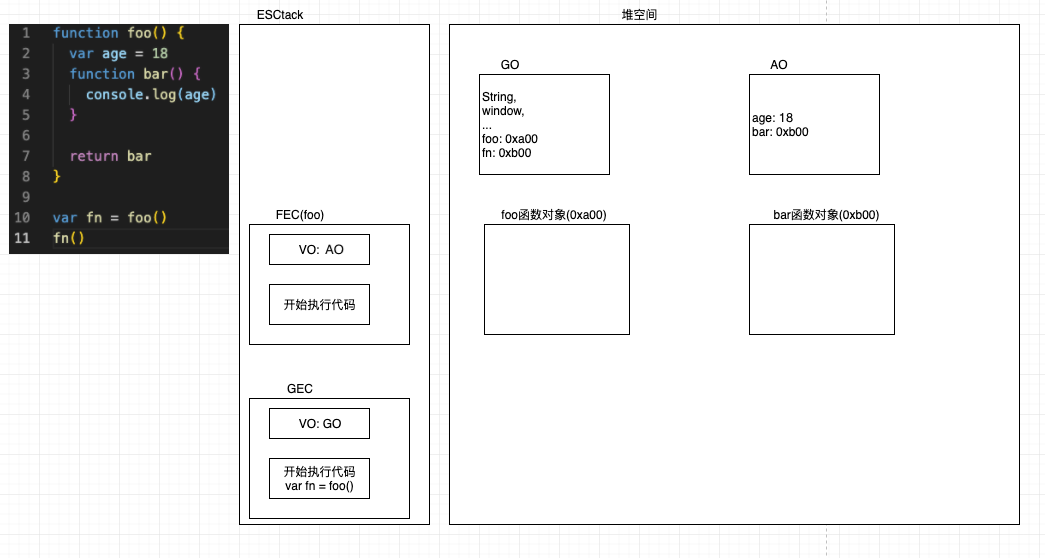 ESCtack
堆空间
1 function foo() {
2 var age = 18
3 function bar() {
4 console.log(age)
5 }
6
7 return bar
8 }
9
10 var fn = foo()
11 fn()
FEC(foo)
VO: AO
开始执行代码
GEC
VO: GO
开始执行代码
var fn = foo()
GO
String,
window,
...
foo: 0xa00
fn: 0xb00
AO
age: 18
bar: 0xb00
foo函数对象(0xa00)
bar函数对象(0xb00)